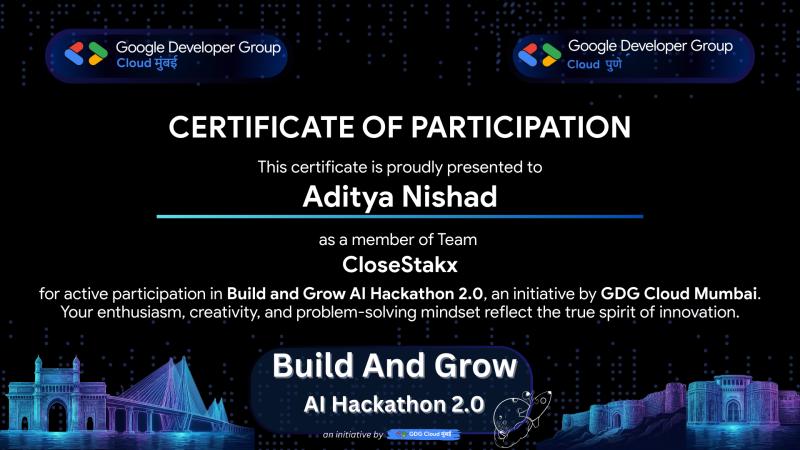 Google Developer Group
Cloud मुंबई
Google Developer Group
Cloud पुणे
CERTIFICATE OF PARTICIPATION
This certificate is proudly presented to
Aditya Nishad
as a member of Team
CloseStakx
for active participation in Build and Grow AI Hackathon 2.0, an initiative by GDG Cloud Mumbai.
Your enthusiasm, creativity, and problem-solving mindset reflect the true spirit of innovation.
Build And Grow
AI Hackathon 2.0
an initiative by GDG Cloud मुंबई